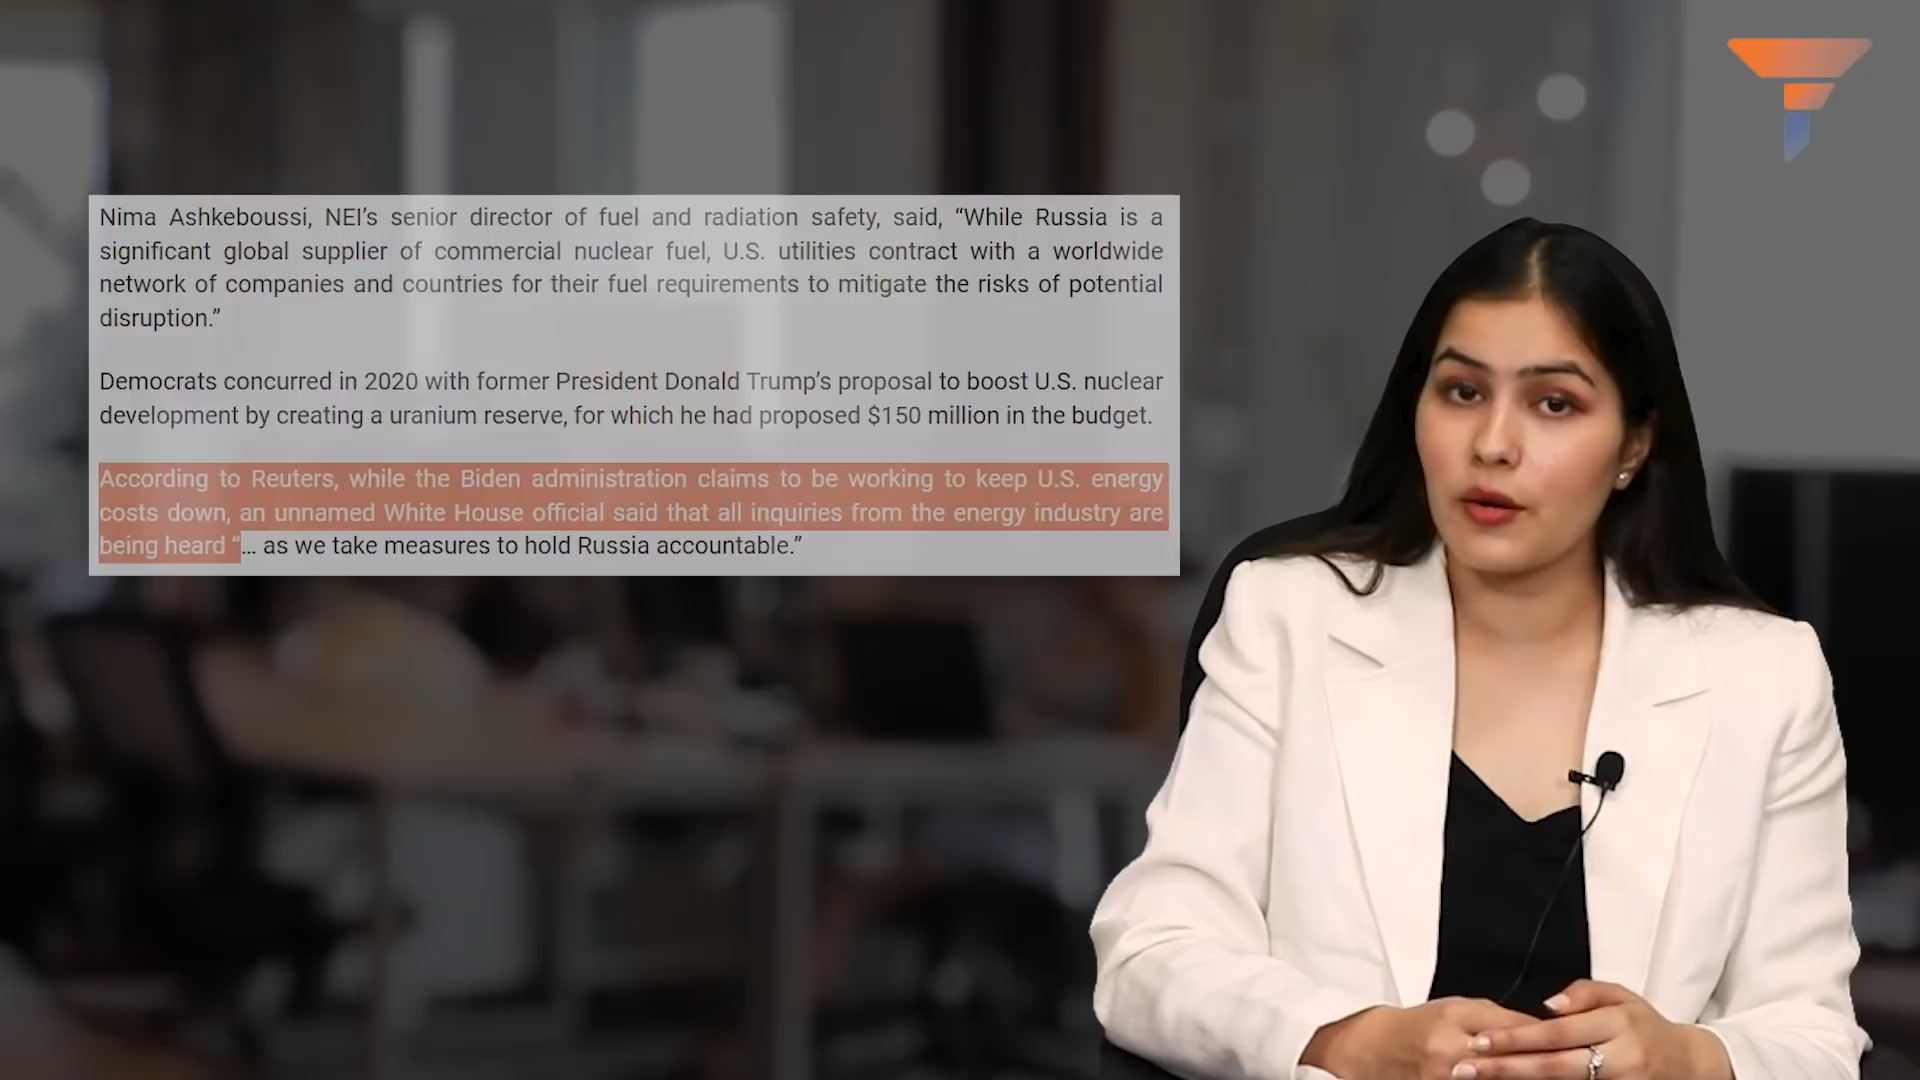 Nima Ashkeboussi, NEI’s senior director of fuel and radiation safety, said, “While Russia is a
significant global supplier of commercial nuclear fuel, U.S. utilities contract with a worldwide
network of companies and countries for their fuel requirements to mitigate the risks of potential
disruption.”
Democrats concurred in 2020 with former President Donald Trump’s proposal to boost U.S. nuclear
development by creating a uranium reserve, for which he had proposed $150 million in the budget.
According to Reuters, while the Biden administration claims to be working to keep U.S. energy
costs down, an unnamed White House official said that all inquiries from the energy industry are
being heard “… as we take measures to hold Russia accountable.”